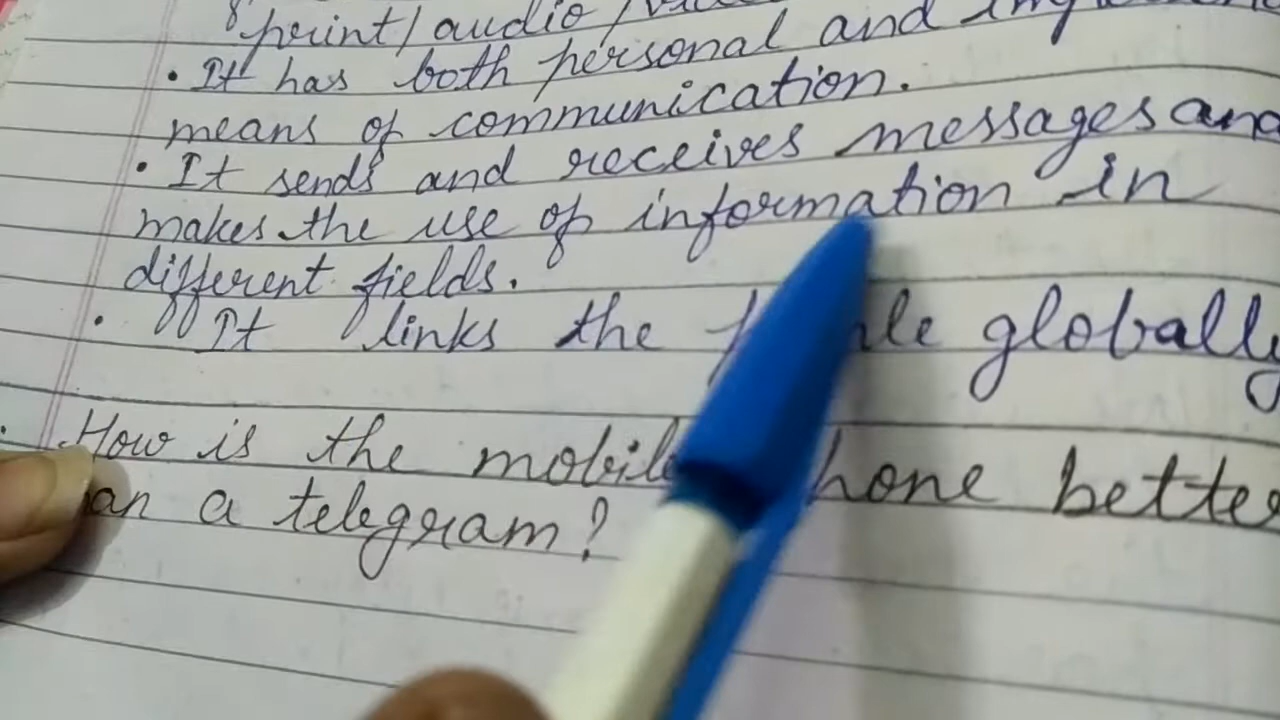 print/audio/
• It has both personal and
means of communication.
• It sends and receives messages and
makes the use of information in
different fields.
• It links the globally
How is the mobile phone better
an a telegram?